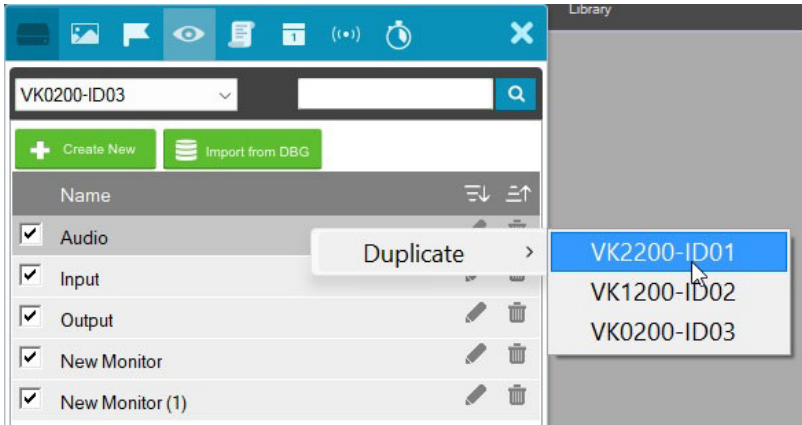 Library
1
VK0200-ID03
Create New
Import from DBG
Name
Audio
Duplicate
VK2200-ID01
Input
VK1200-ID02
Output
VK0200-ID03
New Monitor
New Monitor (1)